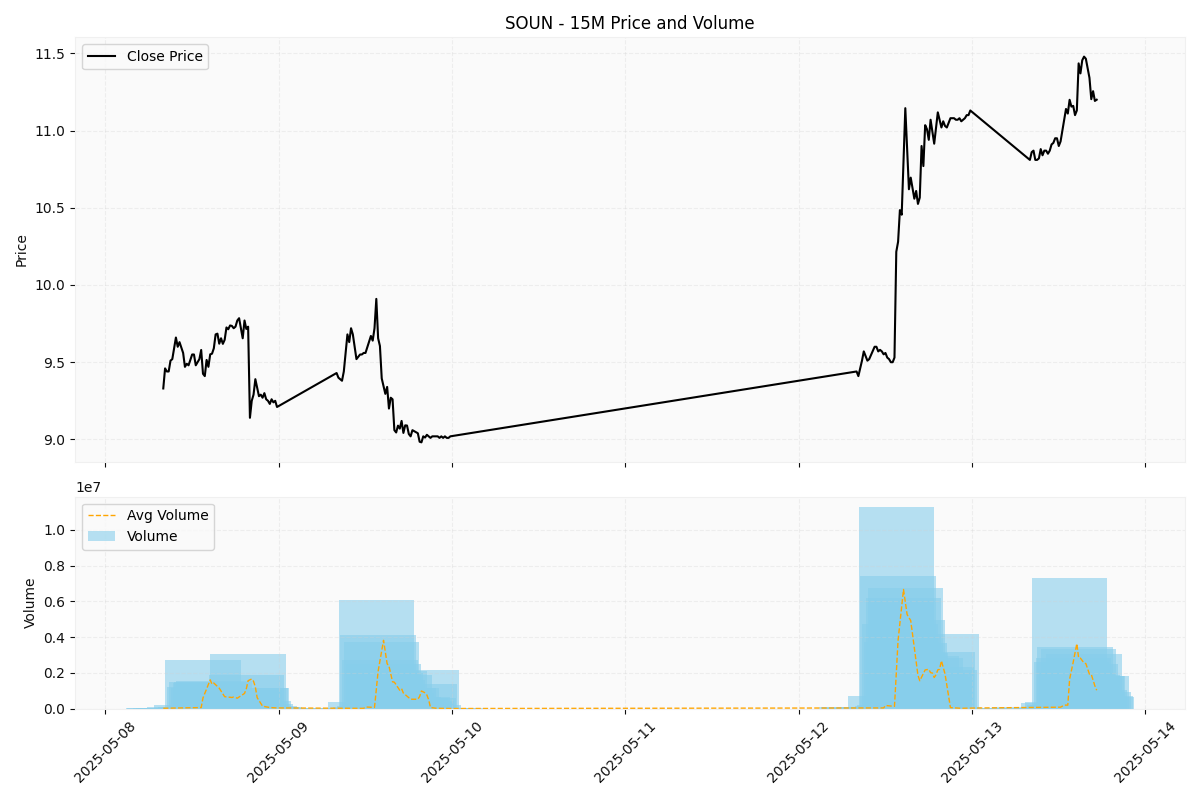 SOUN - 15M Price and Volume
Close Price
11.5
11.0
10.5
10.0
9.5
9.0
Price
1e7
Avg Volume
Volume
1.0
0.8
0.6
0.4
0.2
0.0
Volume
2025-05-08
2025-05-09
2025-05-10
2025-05-11
2025-05-12
2025-05-13
2025-05-14